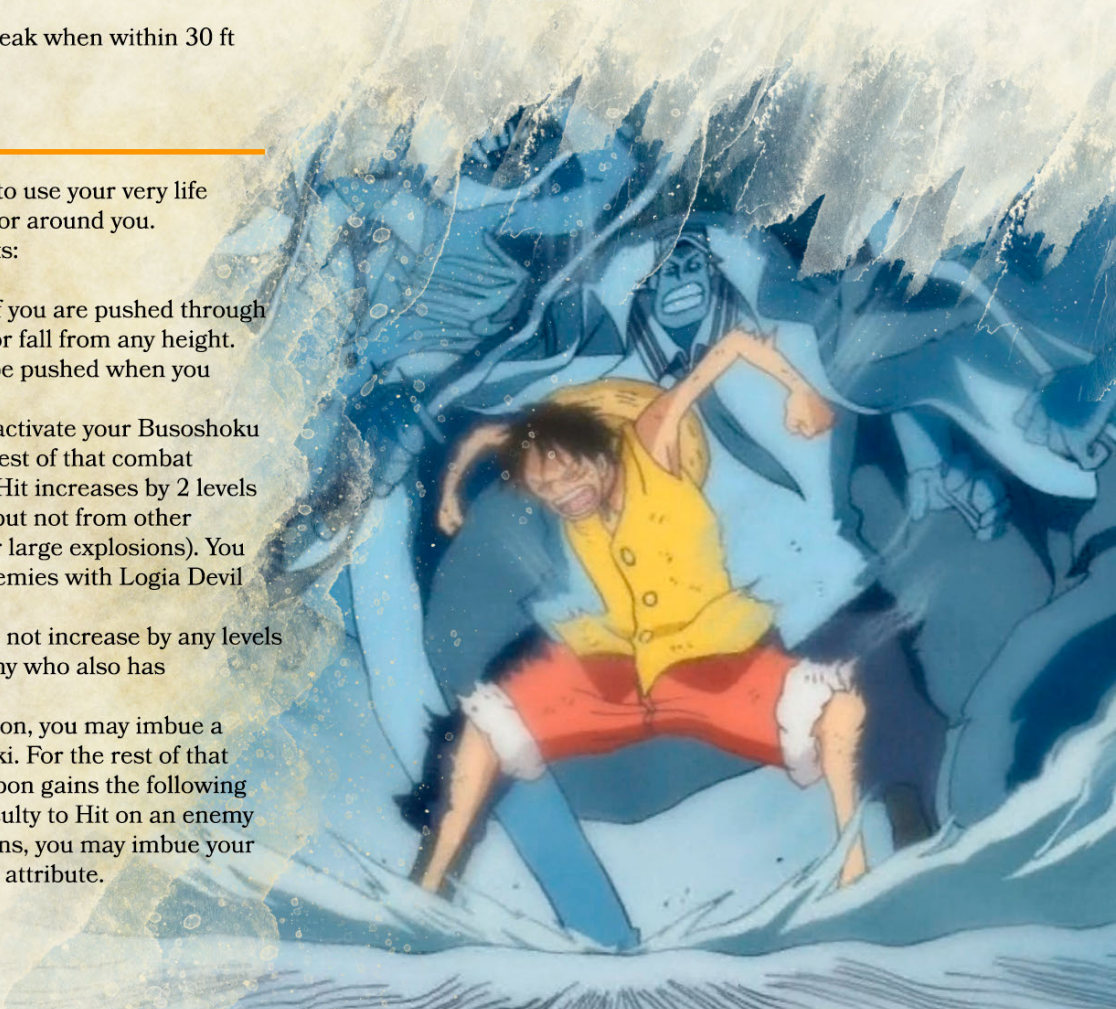 eak when within 30 ft
to use your very life
or around you.
ts:
f you are pushed through
or fall from any height.
be pushed when you
activate your Busoshoku
est of that combat
Hit increases by 2 levels
but not from other
r large explosions). You
emies with Logia Devil
not increase by any levels
ny who also has
on, you may imbue a
ki. For the rest of that
pon gains the following
culty to Hit on an enemy
ns, you may imbue your
attribute.